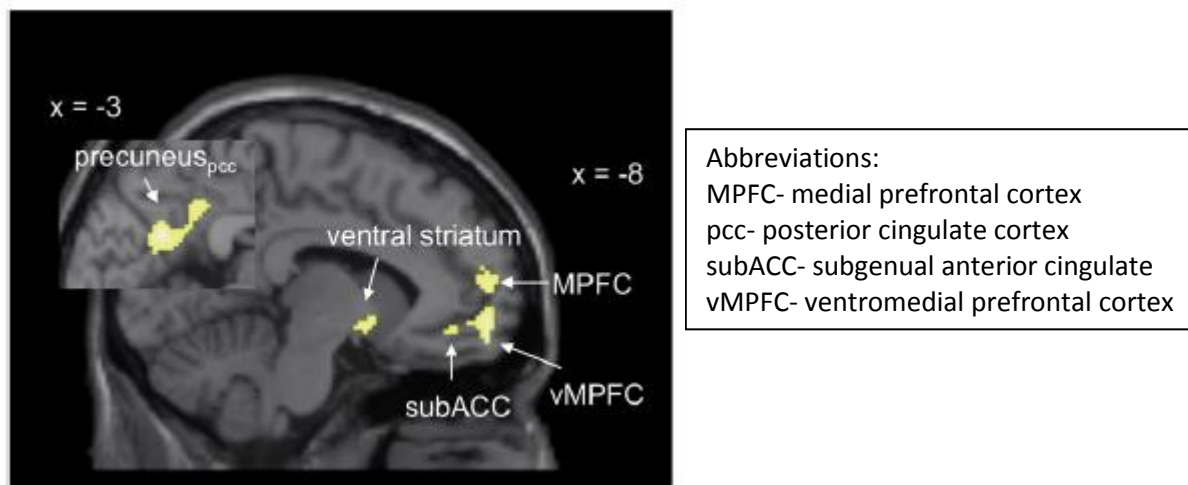 x = -3
precuneuspcc
x = -8
ventral striatum
MPFC
subACC
vMPFC
Abbreviations:
MPFC- medial prefrontal cortex
pcc- posterior cingulate cortex
subACC- subgenual anterior cingulate
vMPFC- ventromedial prefrontal cortex